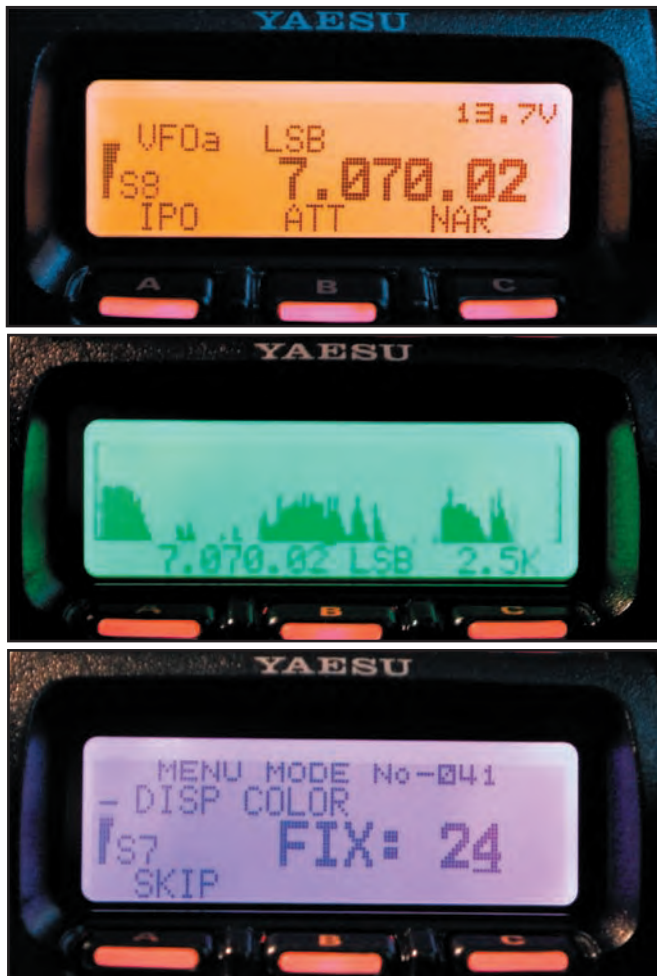 YAESU
13.7V
VFOa LSB
S8 7.070.02
IPO ATT NAR
A B C
YAESU
7.070.02 LSB 2.5K
A B C
YAESU
MENU MODE No-041
- DISP COLOR
S7 FIX: 24
SKIP
A B C